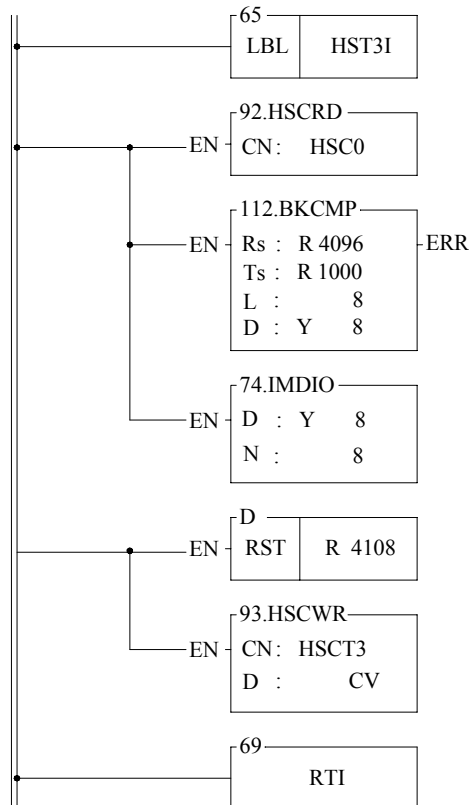 65
LBL HST3I
92.HSCRD
EN CN: HSC0
112.BKCMP
EN Rs : R 4096 ERR
Ts : R 1000
L : 8
D : Y 8
74.IMDIO
EN D : Y 8
N : 8
D
EN RST R 4108
93.HSCWR
EN CN: HSCT3
D : CV
69
RTI